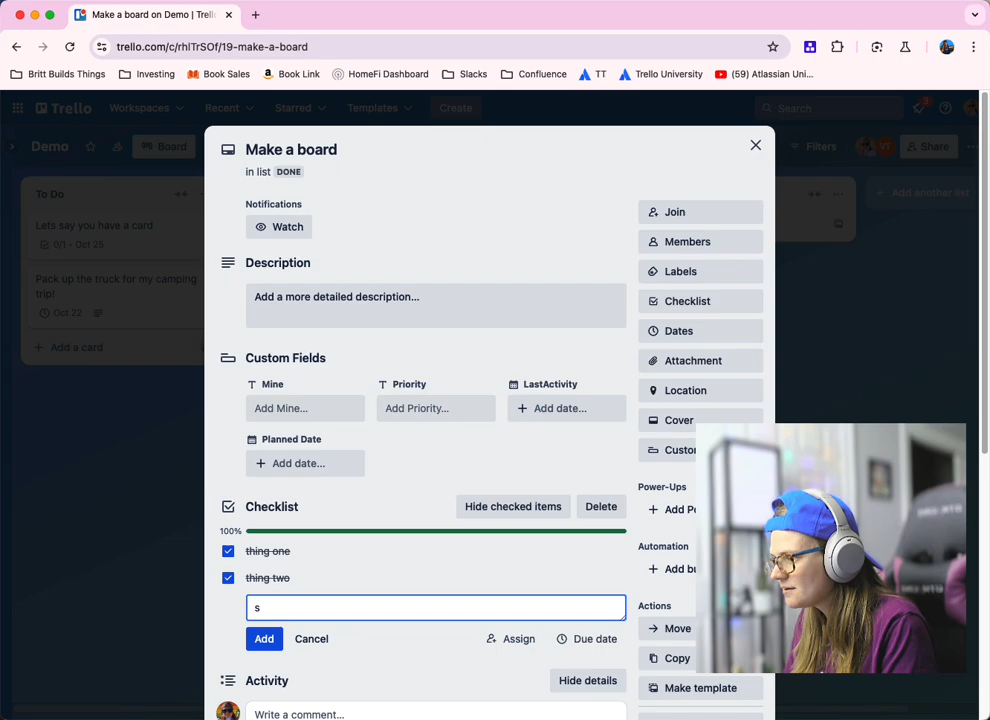 Make a board on Demo | Trell
trello.com/c/rhlTrSOf/19-make-a-board
Britt Builds Things
Investing
Book Sales
Book Link
HomeFi Dashboard
Slacks
Confluence
TT
Trello University
(59) Atlassian Uni...
Trello
Workspaces
Recent
Starred
Templates
Create
Search
Demo
Board
Filters
VT
Share
To Do
Lets say you have a card
0/1 - Oct 25
Pack up the truck for my camping
trip!
Oct 22
Add a card
Add another list
Make a board
in list DONE
Notifications
Watch
Description
Add a more detailed description...
Custom Fields
Mine
Priority
LastActivity
Add Mine...
Add Priority...
Add date...
Planned Date
Add date...
Checklist
Hide checked items
Delete
100%
thing one
thing two
s
Add
Cancel
Assign
Due date
Activity
Hide details
Write a comment...
Join
Members
Labels
Checklist
Dates
Attachment
Location
Cover
Custo
Power-Ups
Add Po
Automation
Add bu
Actions
Move
Copy
Make template